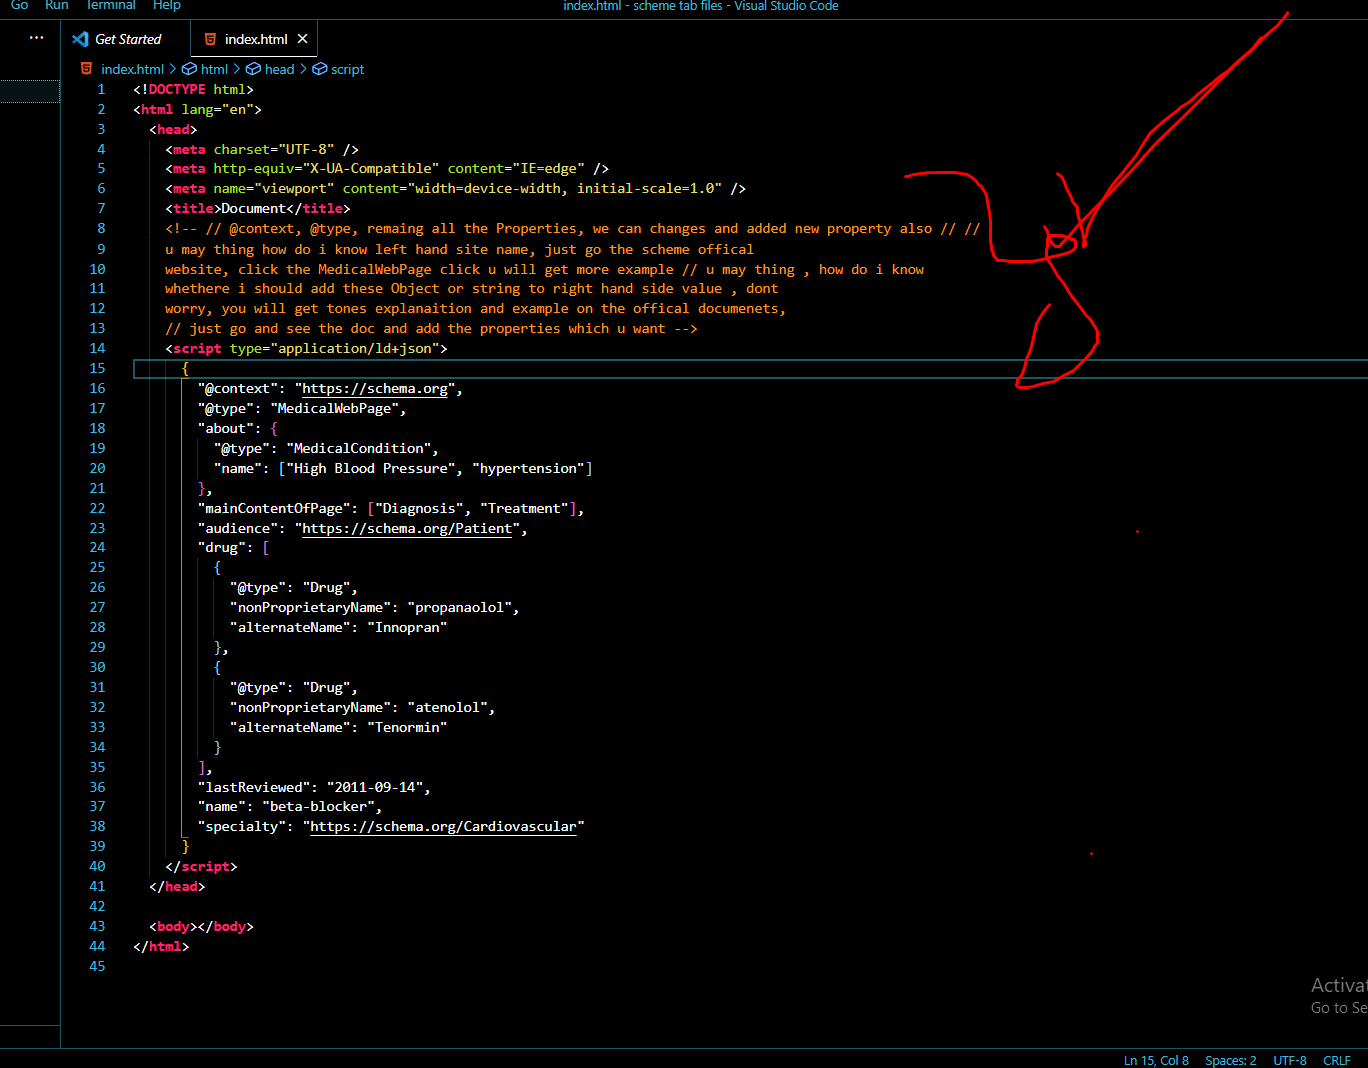 Go Run Terminal Help index.html - scheme tab files - Visual Studio Code
Get Started index.html
index.html > html > head > script
1 <!DOCTYPE html>
2 <html lang="en">
3 <head>
4 <meta charset="UTF-8" />
5 <meta http-equiv="X-UA-Compatible" content="IE=edge" />
6 <meta name="viewport" content="width=device-width, initial-scale=1.0" />
7 <title>Document</title>
8 <!-- // @context, @type, remaing all the Properties, we can changes and added new property also // //
9 u may thing how do i know left hand site name, just go the scheme offical
10 website, click the MedicalWebPage click u will get more example // u may thing , how do i know
11 whethere i should add these Object or string to right hand side value , dont
12 worry, you will get tones explanaition and example on the offical documenets,
13 // just go and see the doc and add the properties which u want -->
14 <script type="application/ld+json">
15 {
16 "@context": "https://schema.org",
17 "@type": "MedicalWebPage",
18 "about": {
19 "@type": "MedicalCondition",
20 "name": ["High Blood Pressure", "hypertension"]
21 },
22 "mainContentOfPage": ["Diagnosis", "Treatment"],
23 "audience": "https://schema.org/Patient",
24 "drug": [
25 {
26 "@type": "Drug",
27 "nonProprietaryName": "propanaolol",
28 "alternateName": "Innopran"
29 },
30 {
31 "@type": "Drug",
32 "nonProprietaryName": "atenolol",
33 "alternateName": "Tenormin"
34 }
35 ],
36 "lastReviewed": "2011-09-14",
37 "name": "beta-blocker",
38 "specialty": "https://schema.org/Cardiovascular"
39 }
40 </script>
41 </head>
42
43 <body></body>
44 </html>
45
Activat
Go to Se
Ln 15, Col 8 Spaces: 2 UTF-8 CRLF